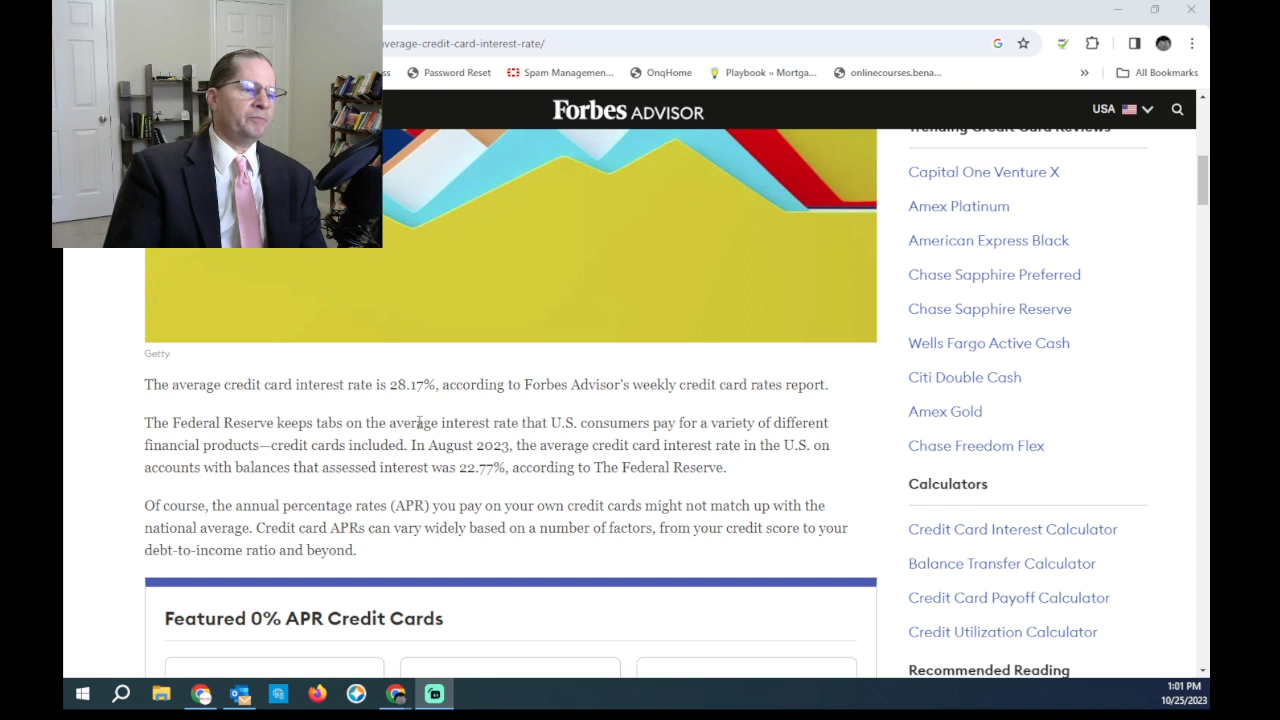 verage-credit-card-interest-rate/
ss
Password Reset
Spam Managemen...
OnqHome
Playbook » Mortga...
onlinecourses.bena...
»
All Bookmarks
Forbes ADVISOR
USA
Trending Credit Card Reviews
Capital One Venture X
Amex Platinum
American Express Black
Chase Sapphire Preferred
Chase Sapphire Reserve
Wells Fargo Active Cash
Citi Double Cash
Amex Gold
Chase Freedom Flex
Calculators
Credit Card Interest Calculator
Balance Transfer Calculator
Credit Card Payoff Calculator
Credit Utilization Calculator
Recommended Reading
Getty
The average credit card interest rate is 28.17%, according to Forbes Advisor's weekly credit card rates report.
The Federal Reserve keeps tabs on the average interest rate that U.S. consumers pay for a variety of different
financial products—credit cards included. In August 2023, the average credit card interest rate in the U.S. on
accounts with balances that assessed interest was 22.77%, according to The Federal Reserve.
Of course, the annual percentage rates (APR) you pay on your own credit cards might not match up with the
national average. Credit card APRs can vary widely based on a number of factors, from your credit score to your
debt-to-income ratio and beyond.
Featured 0% APR Credit Cards
1:01 PM
10/25/2023